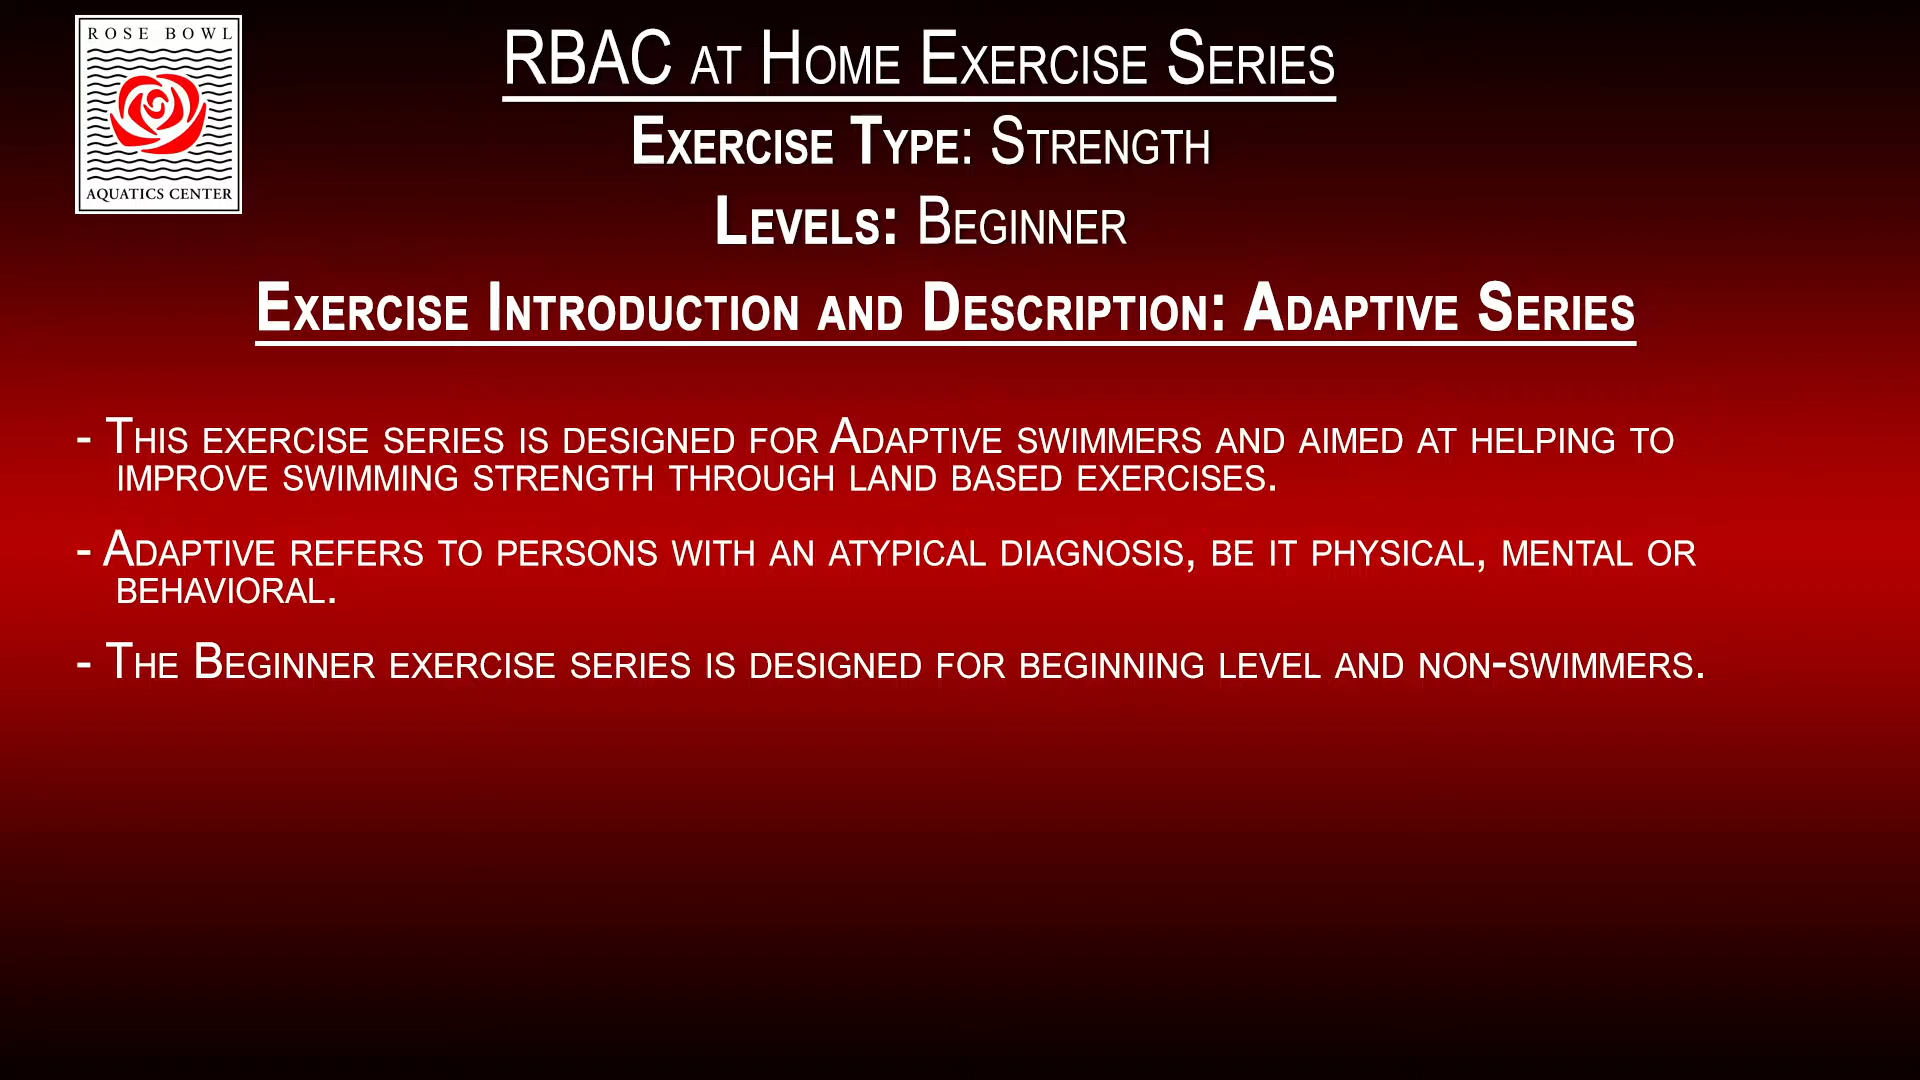 ROSE BOWL
AQUATICS CENTER
RBAC at Home Exercise Series
Exercise Type: Strength
Levels: Beginner
Exercise Introduction and Description: Adaptive Series
- This exercise series is designed for Adaptive swimmers and aimed at helping to
improve swimming strength through land based exercises.
- Adaptive refers to persons with an atypical diagnosis, be it physical, mental or
behavioral.
- The Beginner exercise series is designed for beginning level and non-swimmers.